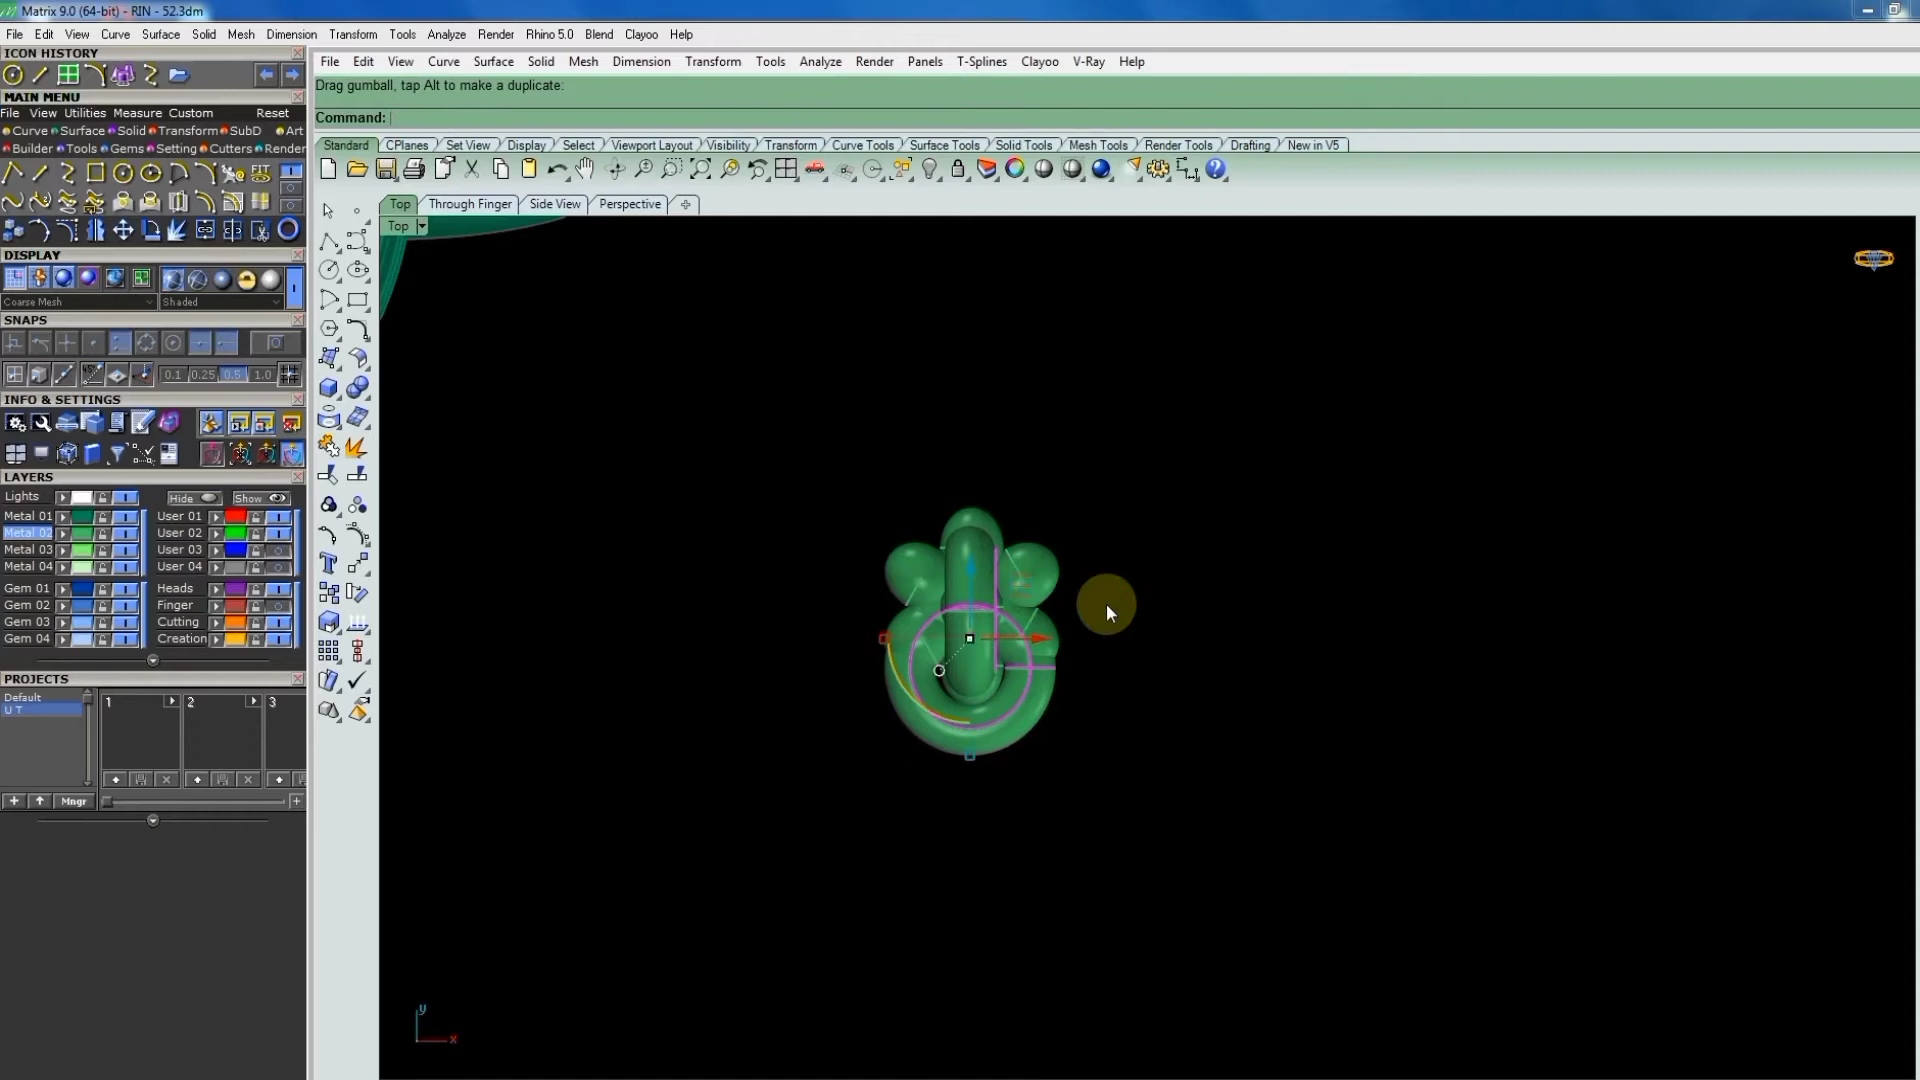 Matrix 9.0 (64-bit) - RIN - 52.3dm
File Edit View Curve Surface Solid Mesh Dimension Transform Tools Analyze Render Rhino 5.0 Blend Clayoo Help
ICON HISTORY
MAIN MENU
File View Utilities Measure Custom Reset
Curve Surface Solid Transform SubD Art
Builder Tools Gems Setting Cutters Render
FIT
DISPLAY
Coarse Mesh Shaded
SNAPS
0.1 0.25 0.5 1.0
INFO & SETTINGS
LAYERS
Lights Hide Show
Metal 01 User 01
Metal 02 User 02
Metal 03 User 03
Metal 04 User 04
Gem 01 Heads
Gem 02 Finger
Gem 03 Cutting
Gem 04 Creation
PROJECTS
Default
U T
1 2 3
Mngr
File Edit View Curve Surface Solid Mesh Dimension Transform Tools Analyze Render Panels T-Splines Clayoo V-Ray Help
Drag gumball, tap Alt to make a duplicate:
Command:
Standard CPlanes Set View Display Select Viewport Layout Visibility Transform Curve Tools Surface Tools Solid Tools Mesh Tools Render Tools Drafting New in V5
Top Through Finger Side View Perspective
Top
y
x